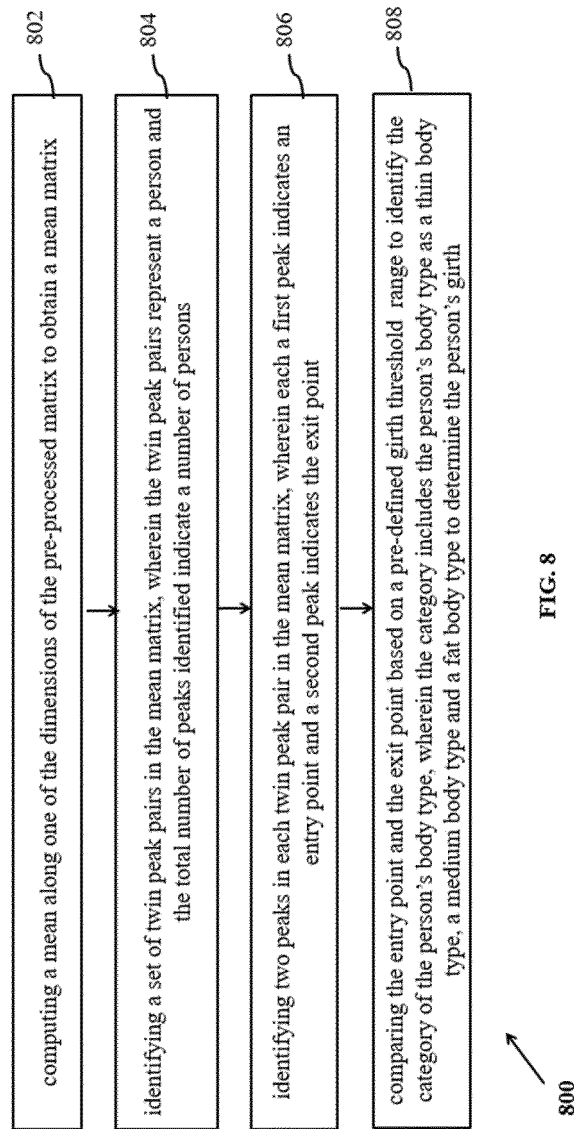 computing a mean along one of the dimensions of the pre-processed matrix to obtain a mean matrix
802
identifying a set of twin peak pairs in the mean matrix, wherein the twin peak pairs represent a person and
the total number of peaks identified indicate a number of persons
804
identifying two peaks in each twin peak pair in the mean matrix, wherein each a first peak indicates an
entry point and a second peak indicates the exit point
806
comparing the entry point and the exit point based on a pre-defined girth threshold range to identify the
category of the person's body type, wherein the category includes the person's body type as a thin body
type, a medium body type and a fat body type to determine the person's girth
808
800
FIG. 8